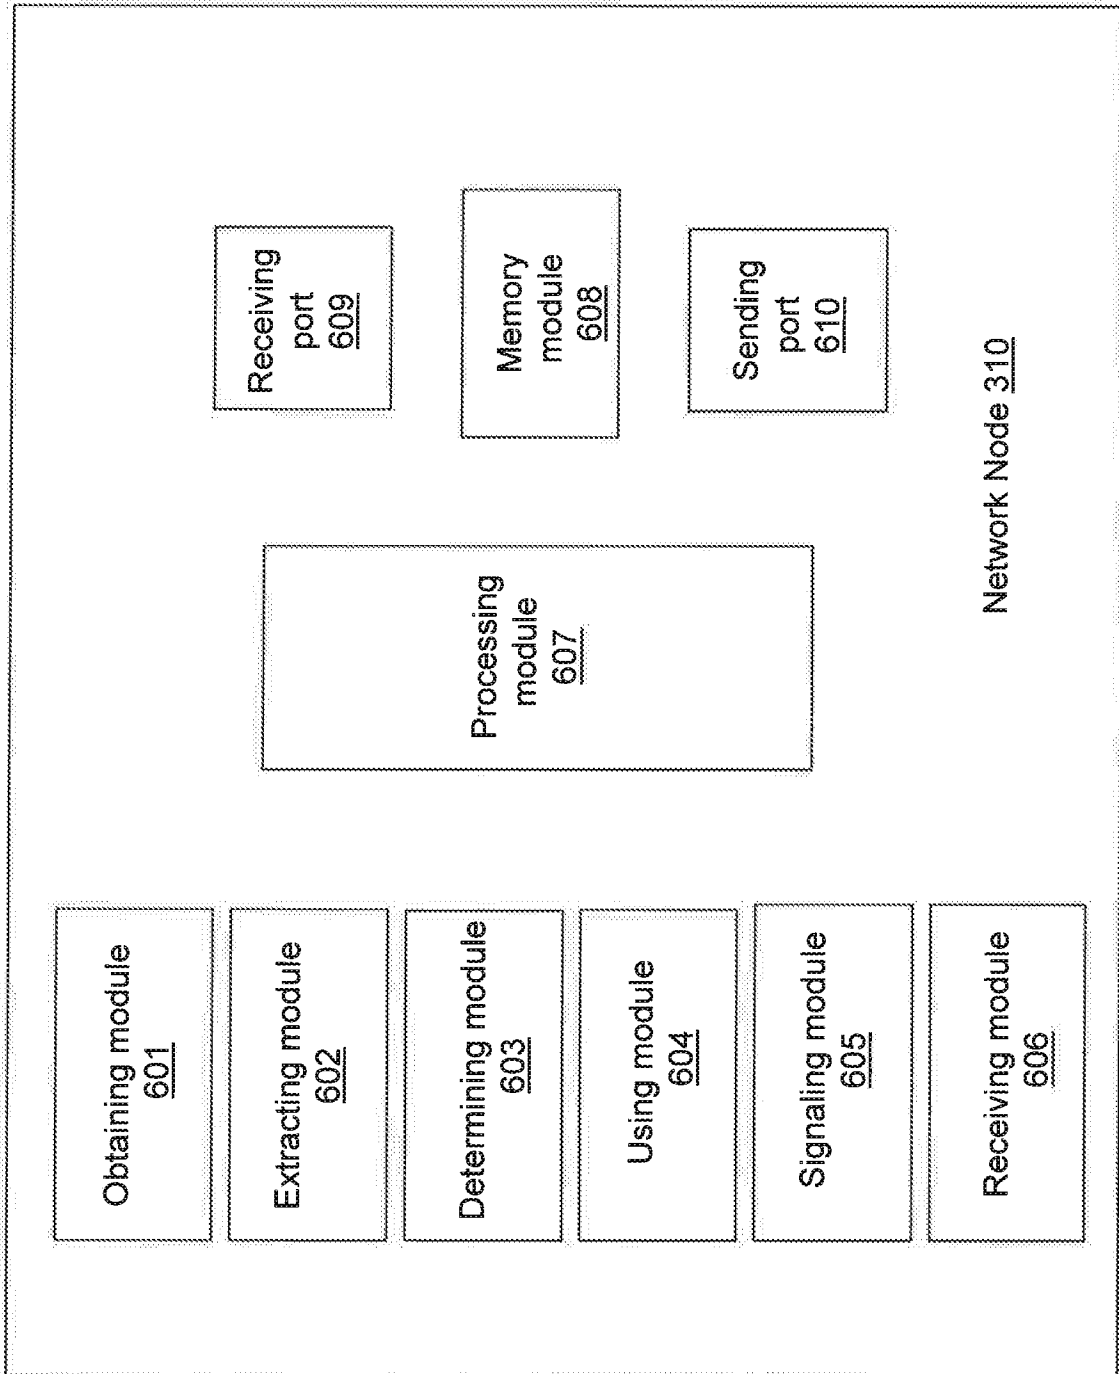 Obtaining module
601
Extracting module
602
Determining module
603
Using module
604
Signaling module
605
Receiving module
606
Processing
module
607
Receiving
port
609
Memory
module
608
Sending
port
610
Network Node 310